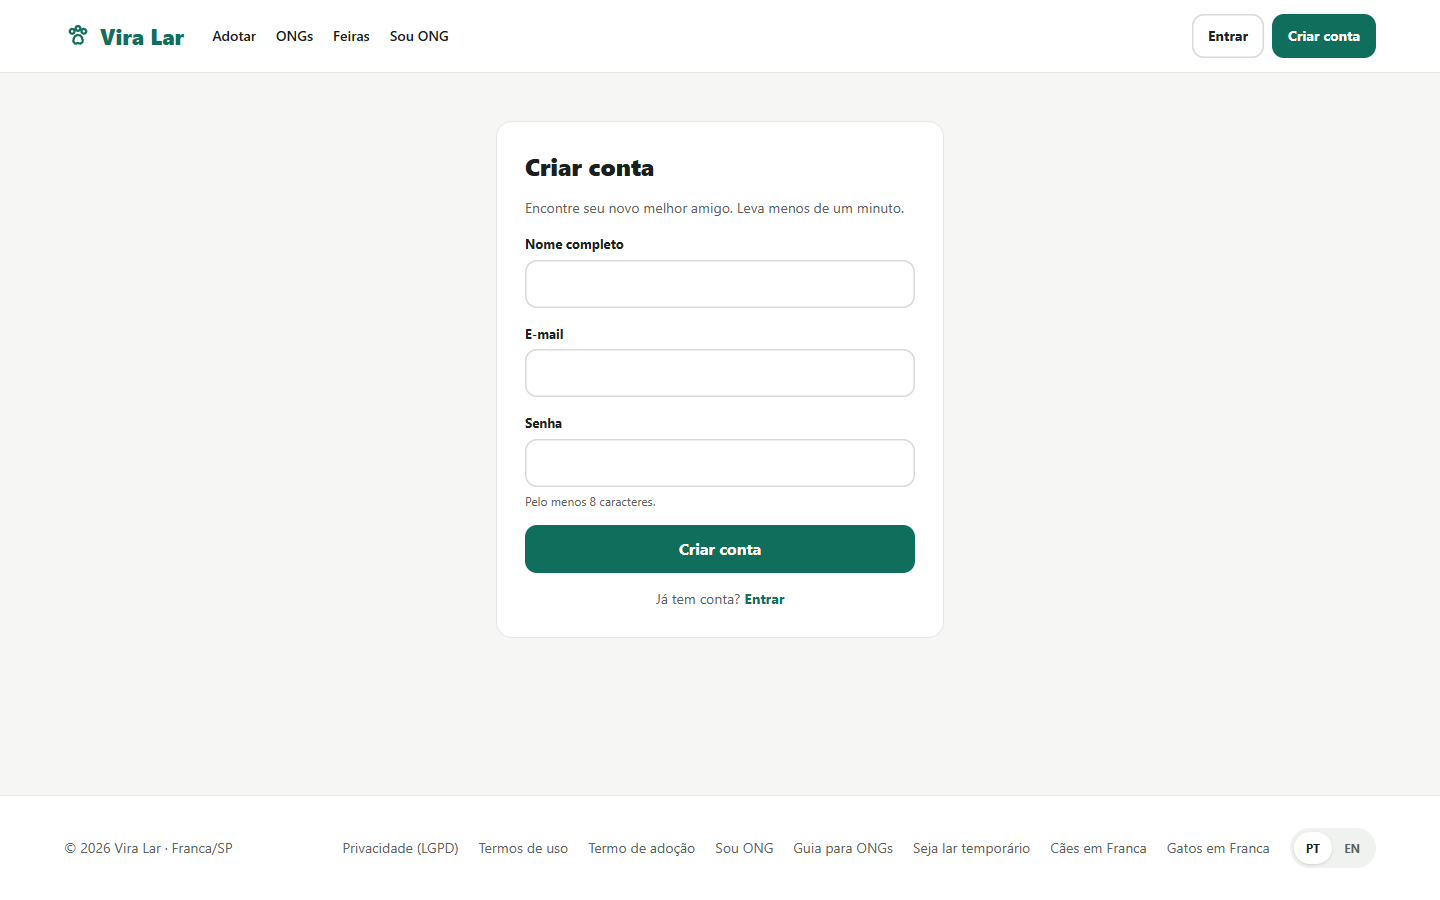 Vira Lar
Adotar ONGs Feiras Sou ONG
Entrar Criar conta
Criar conta
Encontre seu novo melhor amigo. Leva menos de um minuto.
Nome completo
E-mail
Senha
Pelo menos 8 caracteres.
Criar conta
Já tem conta? Entrar
© 2026 Vira Lar · Franca/SP
Privacidade (LGPD) Termos de uso Termo de adoção Sou ONG Guia para ONGs Seja lar temporário Cães em Franca Gatos em Franca
PT EN